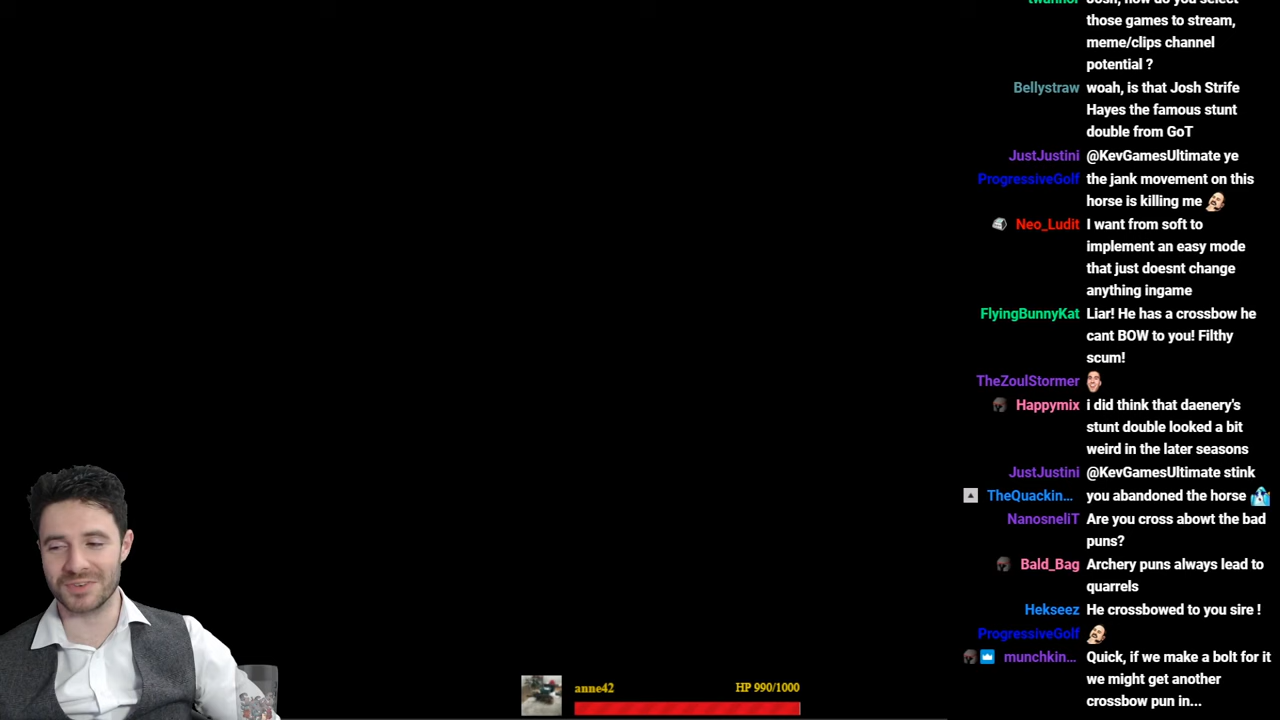 twannor Josh, how do you select
those games to stream,
meme/clips channel
potential ?
Bellystraw woah, is that Josh Strife
Hayes the famous stunt
double from GoT
JustJustini @KevGamesUltimate ye
ProgressiveGolf the jank movement on this
horse is killing me
Neo_Ludit I want from soft to
implement an easy mode
that just doesnt change
anything ingame
FlyingBunnyKat Liar! He has a crossbow he
cant BOW to you! Filthy
scum!
TheZoulStormer
Happymix i did think that daenery's
stunt double looked a bit
weird in the later seasons
JustJustini @KevGamesUltimate stink
TheQuackin... you abandoned the horse
NanosneliT Are you cross abowt the bad
puns?
Bald_Bag Archery puns always lead to
quarrels
Hekseez He crossbowed to you sire !
ProgressiveGolf
munchkin... Quick, if we make a bolt for it
we might get another
crossbow pun in...
anne42 HP 990/1000